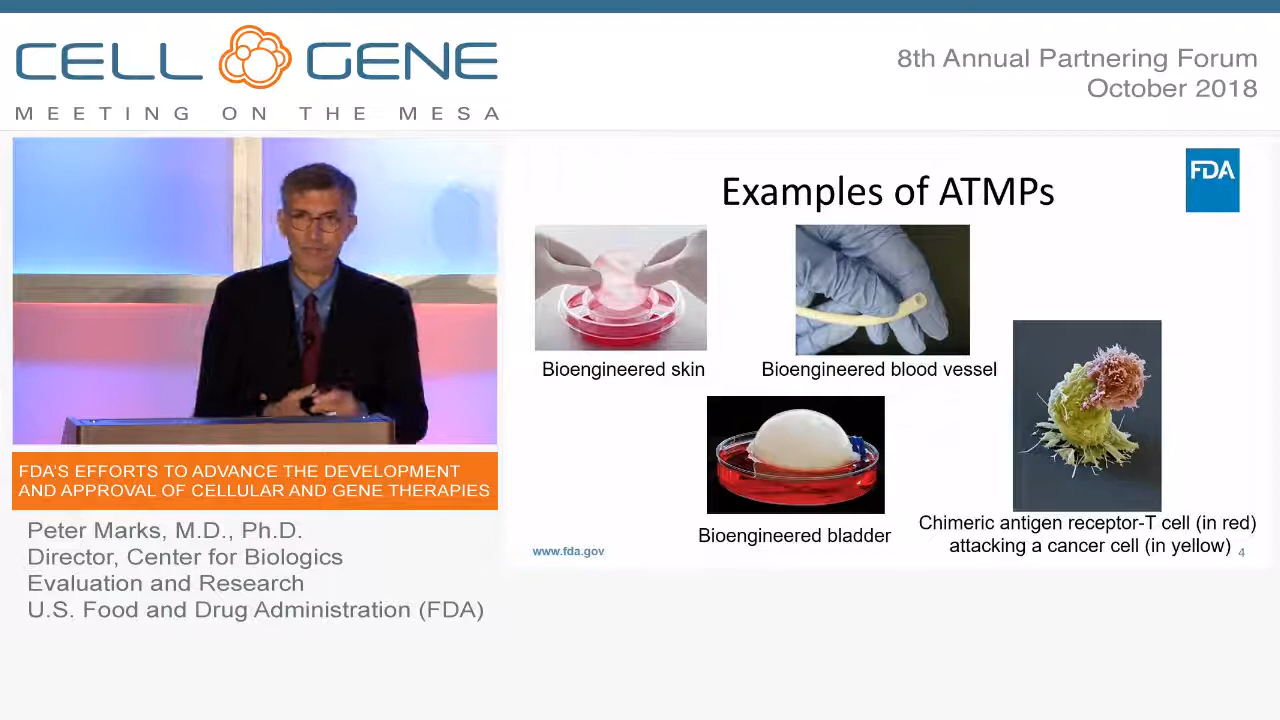 CELL GENE
MEETING ON THE MESA
8th Annual Partnering Forum
October 2018
FDA
Examples of ATMPs
Bioengineered skin
Bioengineered blood vessel
Bioengineered bladder
Chimeric antigen receptor-T cell (in red)
attacking a cancer cell (in yellow)
www.fda.gov
4
FDA'S EFFORTS TO ADVANCE THE DEVELOPMENT
AND APPROVAL OF CELLULAR AND GENE THERAPIES
Peter Marks, M.D., Ph.D.
Director, Center for Biologics
Evaluation and Research
U.S. Food and Drug Administration (FDA)